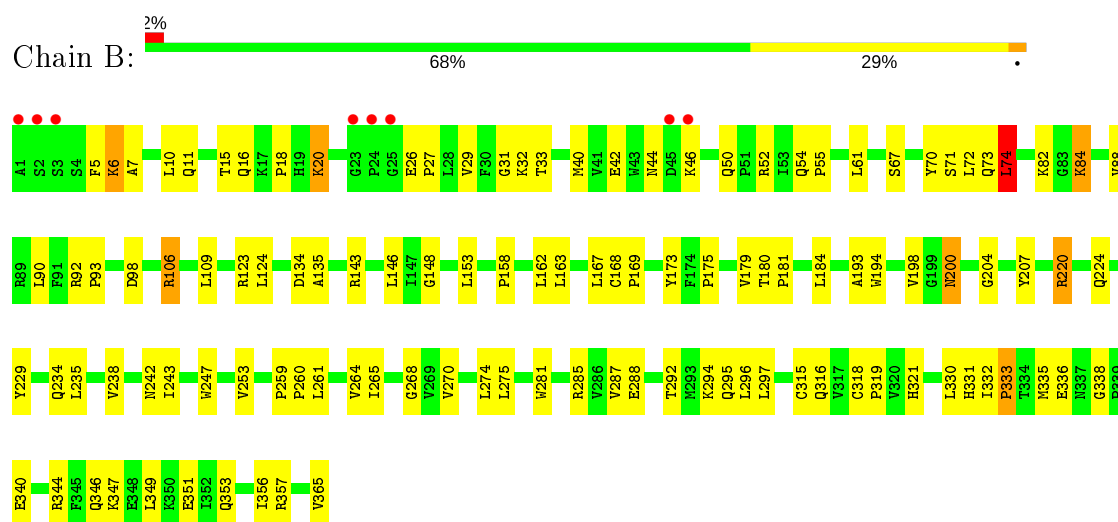 2%
Chain B:
68% 29% •
A1 S2 S3 S4 F5 K6 A7 L10 Q11 T15 Q16 K17 P18 H19 K20 G23 P24 G25 E26 P27 L28 V29 F30 G31 K32 T33 M40 V41 E42 W43 N44 D45 K46 Q50 P51 R52 I53 Q54 P55 L61 S67 Y70 S71 L72 Q73 L74 K82 G83 K84 V88
R89 L90 F91 R92 P93 D98 R106 L109 R123 L124 D134 A135 R143 L146 I147 G148 L153 P158 L162 L163 L167 C168 P169 Y173 F174 P175 V179 T180 P181 L184 A193 W194 V198 G199 N200 G204 Y207 R220 Q224
Y229 Q234 L235 V238 N242 I243 W247 V253 P259 P260 L261 V264 I265 G268 V269 V270 L274 L275 W281 R285 V286 V287 E288 T292 M293 K294 Q295 L296 L297 C315 Q316 V317 C318 P319 V320 H321 L330 H331 I332 P333 T334 M335 E336 N337 G338
E340 R344 F345 Q346 K347 E348 L349 K350 E351 I352 Q353 I356 R357 V365